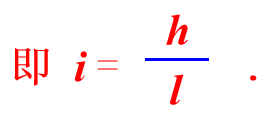 即 i = h/l .